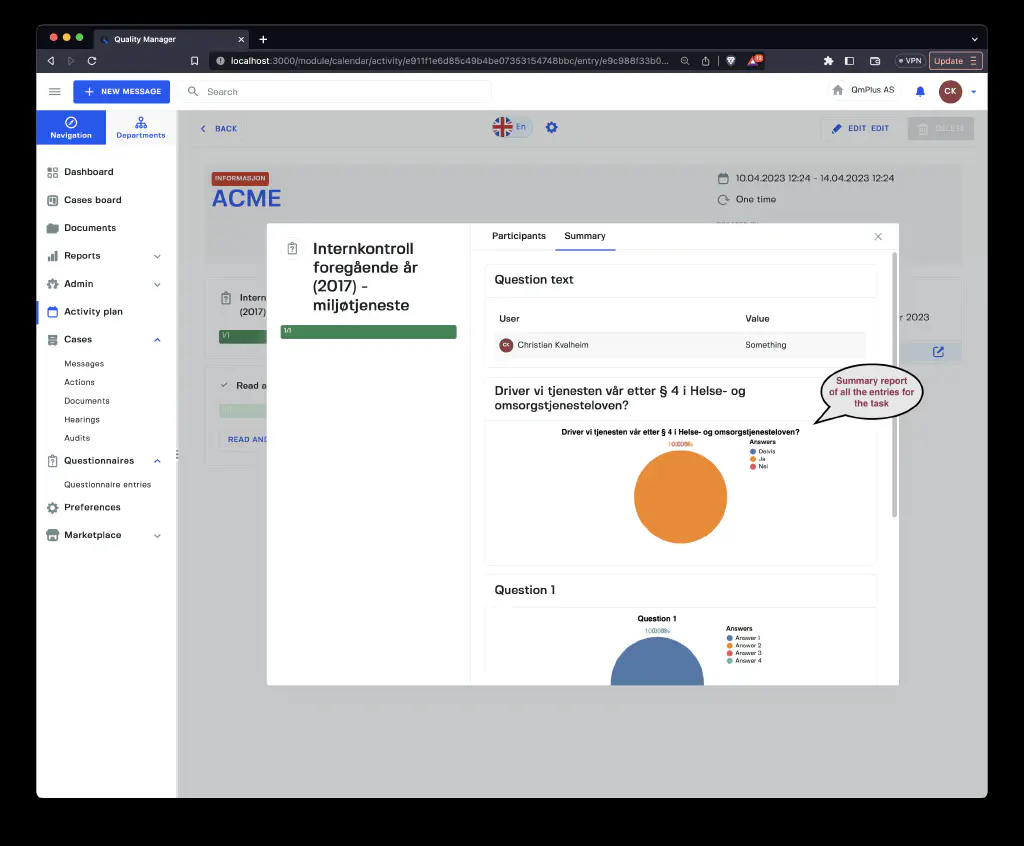 Quality Manager
localhost:3000/module/calendar/activity/e911f1e6d85c49b4be07353154748bbc/entry/e9c988f33b0...
VPN
Update
NEW MESSAGE
Search
QmPlus AS
CK
Navigation
Departments
BACK
En
EDIT EDIT
DELETE
Dashboard
Cases board
Documents
Reports
Admin
Activity plan
Cases
Messages
Actions
Documents
Hearings
Audits
Questionnaires
Questionnaire entries
Preferences
Marketplace
INFORMASJON
ACME
10.04.2023 12:24 - 14.04.2023 12:24
One time
Intern
(2017)
1/1
Read a
READ AND
r 2023
Internkontroll
foregående år
(2017) -
miljøtjeneste
1/1
Participants
Summary
Question text
User
Value
CK
Christian Kvalheim
Something
Driver vi tjenesten vår etter § 4 i Helse- og
omsorgstjenesteloven?
Driver vi tjenesten vår etter § 4 i Helse- og omsorgstjenesteloven?
Answers
Delvis
Ja
Nei
Summary report
of all the entries for
the task
Question 1
Question 1
Answers
Answer 1
Answer 2
Answer 3
Answer 4